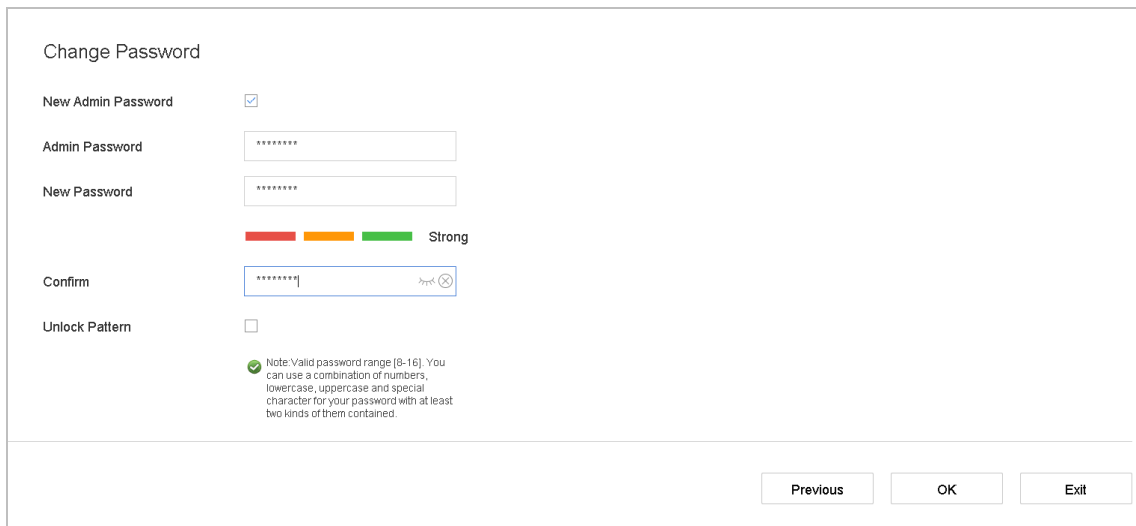 Change Password
New Admin Password
Admin Password ********
New Password ********
Strong
Confirm ********
Unlock Pattern
Note:Valid password range [8-16]. You
can use a combination of numbers,
lowercase, uppercase and special
character for your password with at least
two kinds of them contained.
Previous OK Exit